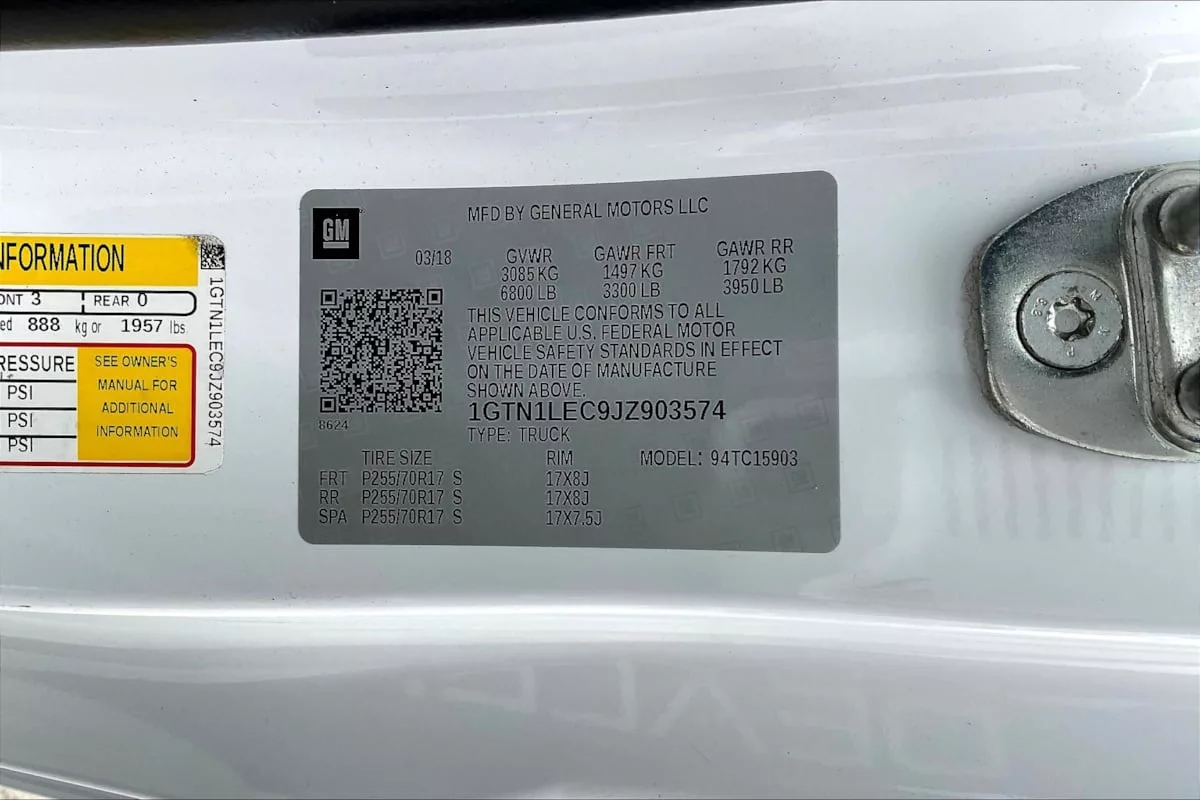 NFORMATION
ONT 3 REAR 0
ed 888 kg or 1957 lbs.
RESSURE
PSI
PSI
PSI
SEE OWNER'S
MANUAL FOR
ADDITIONAL
INFORMATION
1GTN1LEC9JZ903574
GM
MFD BY GENERAL MOTORS LLC
03/18 GVWR GAWR FRT GAWR RR
3085 KG 1497 KG 1792 KG
6800 LB 3300 LB 3950 LB
THIS VEHICLE CONFORMS TO ALL
APPLICABLE U.S. FEDERAL MOTOR
VEHICLE SAFETY STANDARDS IN EFFECT
ON THE DATE OF MANUFACTURE
SHOWN ABOVE.
1GTN1LEC9JZ903574
TYPE: TRUCK
8624
TIRE SIZE RIM MODEL: 94TC15903
FRT P255/70R17 S 17X8J
RR P255/70R17 S 17X8J
SPA P255/70R17 S 17X7.5J